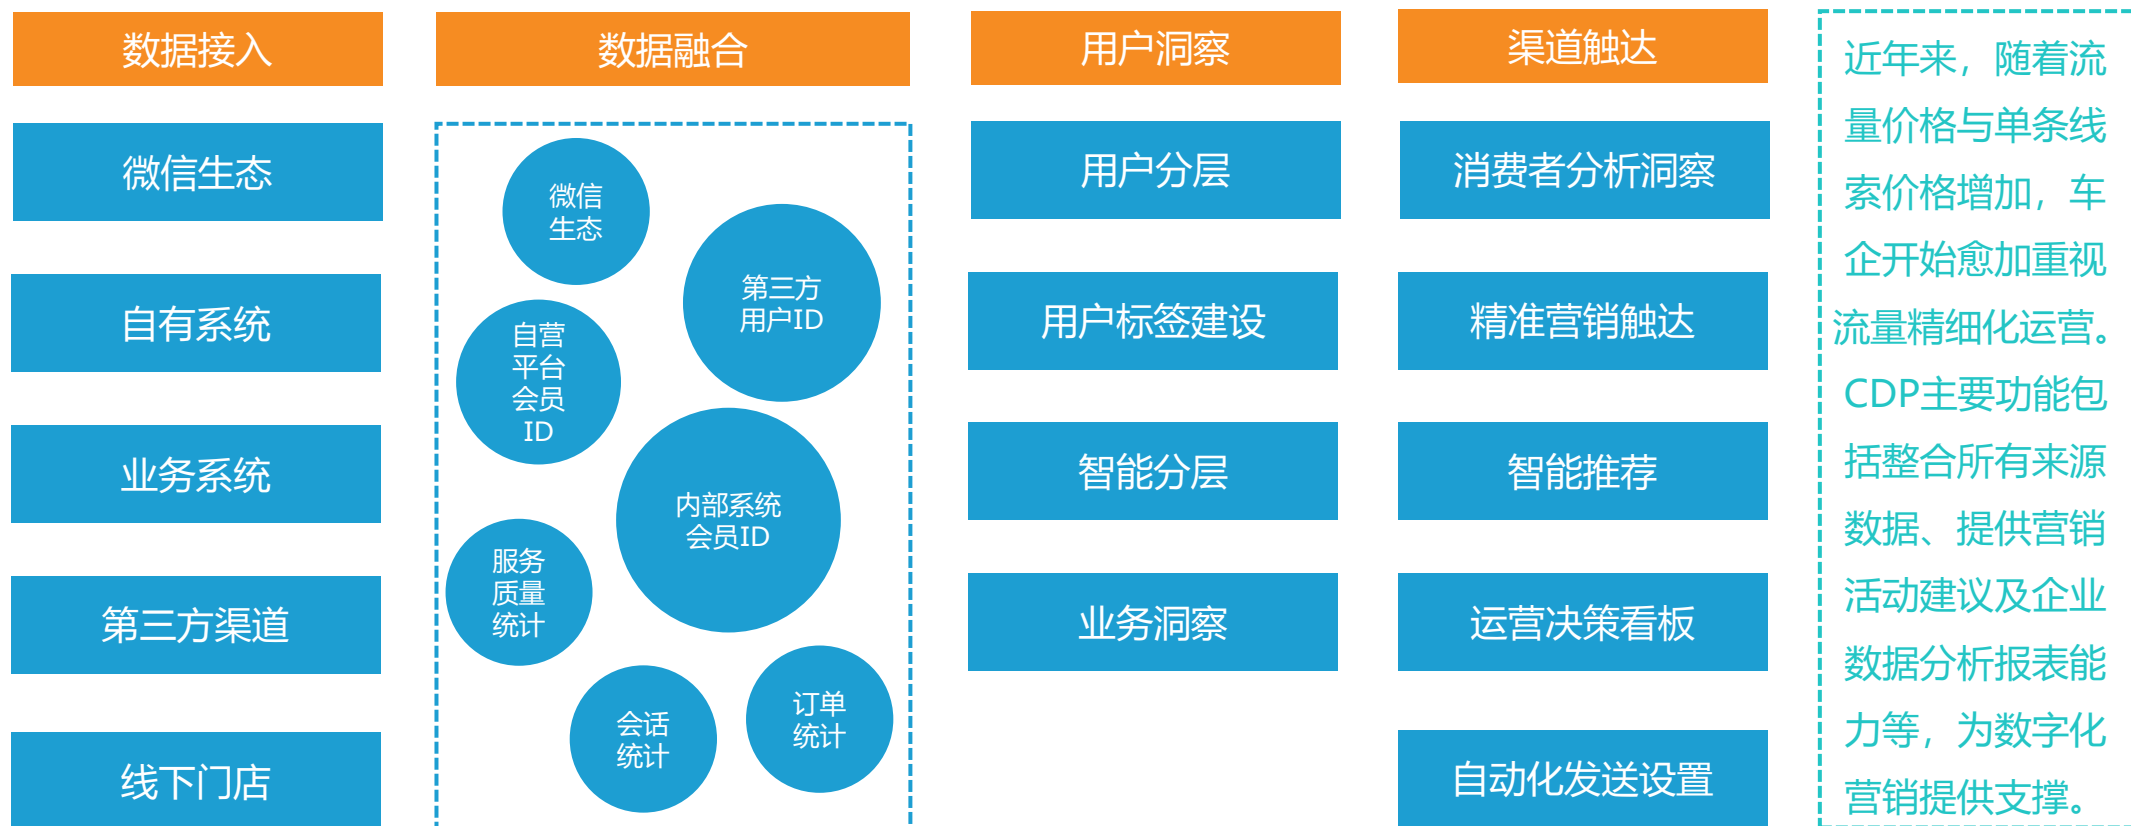 数据接入
微信生态
自有系统
业务系统
第三方渠道
线下门店
数据融合
微信
生态
第三方
用户ID
自营
平台
会员
ID
内部系统
会员ID
服务
质量
统计
会话
统计
订单
统计
用户洞察
用户分层
用户标签建设
智能分层
业务洞察
渠道触达
消费者分析洞察
精准营销触达
智能推荐
运营决策看板
自动化发送设置
近年来，随着流
量价格与单条线
索价格增加，车
企开始愈加重视
流量精细化运营。
CDP主要功能包
括整合所有来源
数据、提供营销
活动建议及企业
数据分析报表能
力等，为数字化
营销提供支撑。